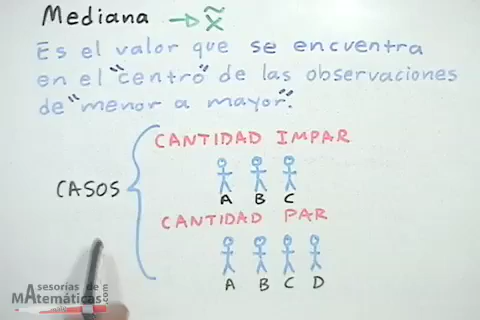 Mediana → x̃
Es el valor que se encuentra
en el "centro" de las observaciones
de "menor a mayor".
CANTIDAD IMPAR
A B C
CASOS
CANTIDAD PAR
A B C D
Asesorías de
Matemáticas.com